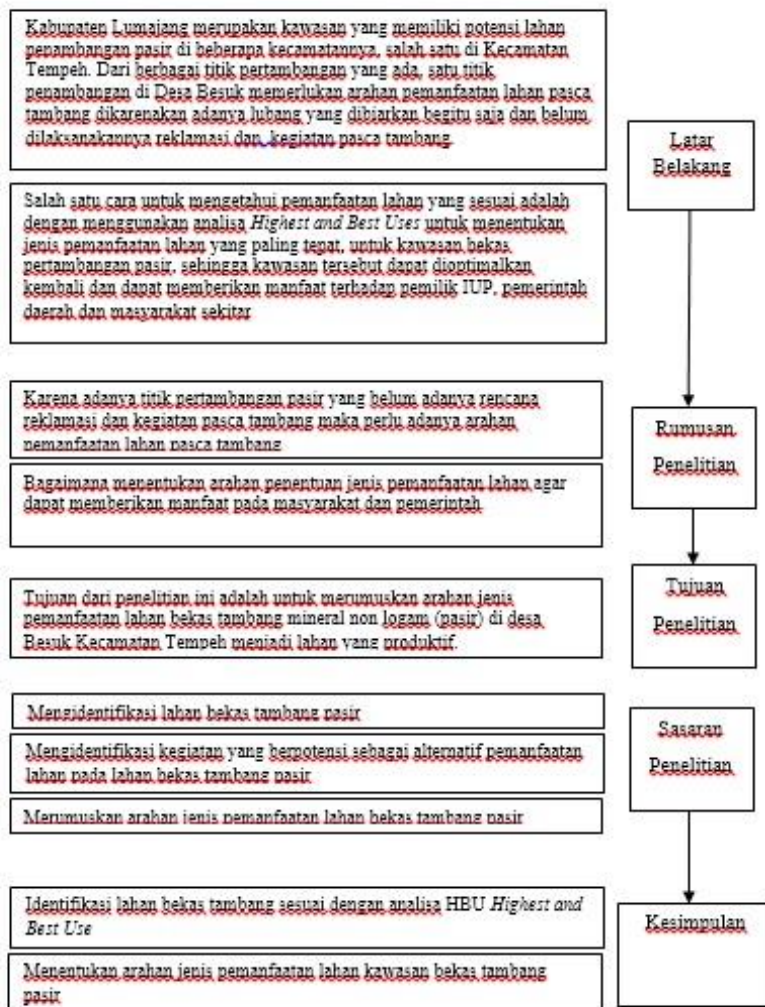 Kabupaten Lumajang merupakan kawasan yang memiliki potensi lahan
penambangan pasir di beberapa kecamatannya, salah satu di Kecamatan
Tempeh. Dari berbagai titik pertambangan yang ada, satu titik
penambangan di Desa Besuk memerlukan arahan pemanfaatan lahan pasca
tambang dikarenakan adanya lubang yang dibiarkan begitu saja dan belum
dilaksanakannya reklamasi dan kegiatan pasca tambang
Latar
Belakang
Salah satu cara untuk mengetahui pemanfaatan lahan yang sesuai adalah
dengan menggunakan analisa Highest and Best Uses untuk menentukan
jenis pemanfaatan lahan yang paling tepat, untuk kawasan bekas
pertambangan pasir, sehingga kawasan tersebut dapat dioptimalkan
kembali dan dapat memberikan manfaat terhadap pemilik IUP, pemerintah
daerah dan masyarakat sekitar
Karena adanya titik pertambangan pasir yang belum adanya rencana
reklamasi dan kegiatan pasca tambang maka perlu adanya arahan
pemanfaatan lahan pasca tambang
Rumusan
Penelitian
Bagaimana menentukan arahan penentuan jenis pemanfaatan lahan agar
dapat memberikan manfaat pada masyarakat dan pemerintah
Tujuan dari penelitian ini adalah untuk merumuskan arahan jenis
pemanfaatan lahan bekas tambang mineral non logam (pasir) di desa
Besuk Kecamatan Tempeh menjadi lahan yang produktif.
Tujuan
Penelitian
Mengidentifikasi lahan bekas tambang pasir
Mengidentifikasi kegiatan yang berpotensi sebagai alternatif pemanfaatan
lahan pada lahan bekas tambang pasir
Merumuskan arahan jenis pemanfaatan lahan bekas tambang pasir
Sasaran
Penelitian
Identifikasi lahan bekas tambang sesuai dengan analisa HBU Highest and
Best Use
Menentukan arahan jenis pemanfaatan lahan kawasan bekas tambang
pasir
Kesimpulan